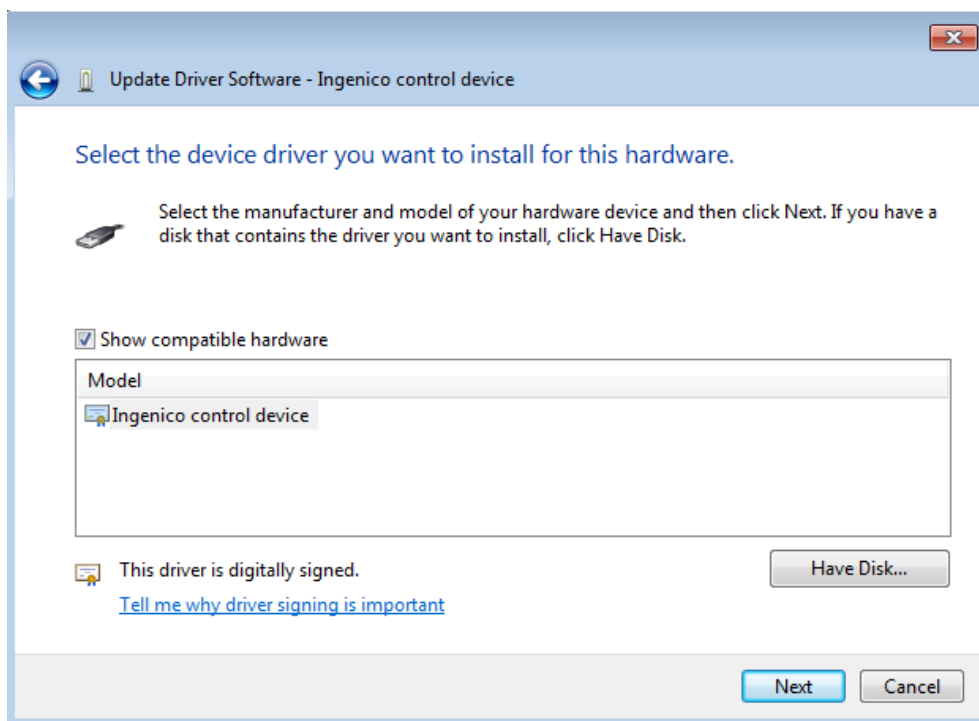 Update Driver Software - Ingenico control device
Select the device driver you want to install for this hardware.
Select the manufacturer and model of your hardware device and then click Next. If you have a
disk that contains the driver you want to install, click Have Disk.
Show compatible hardware
Model
Ingenico control device
This driver is digitally signed.
Have Disk...
Tell me why driver signing is important
Next
Cancel